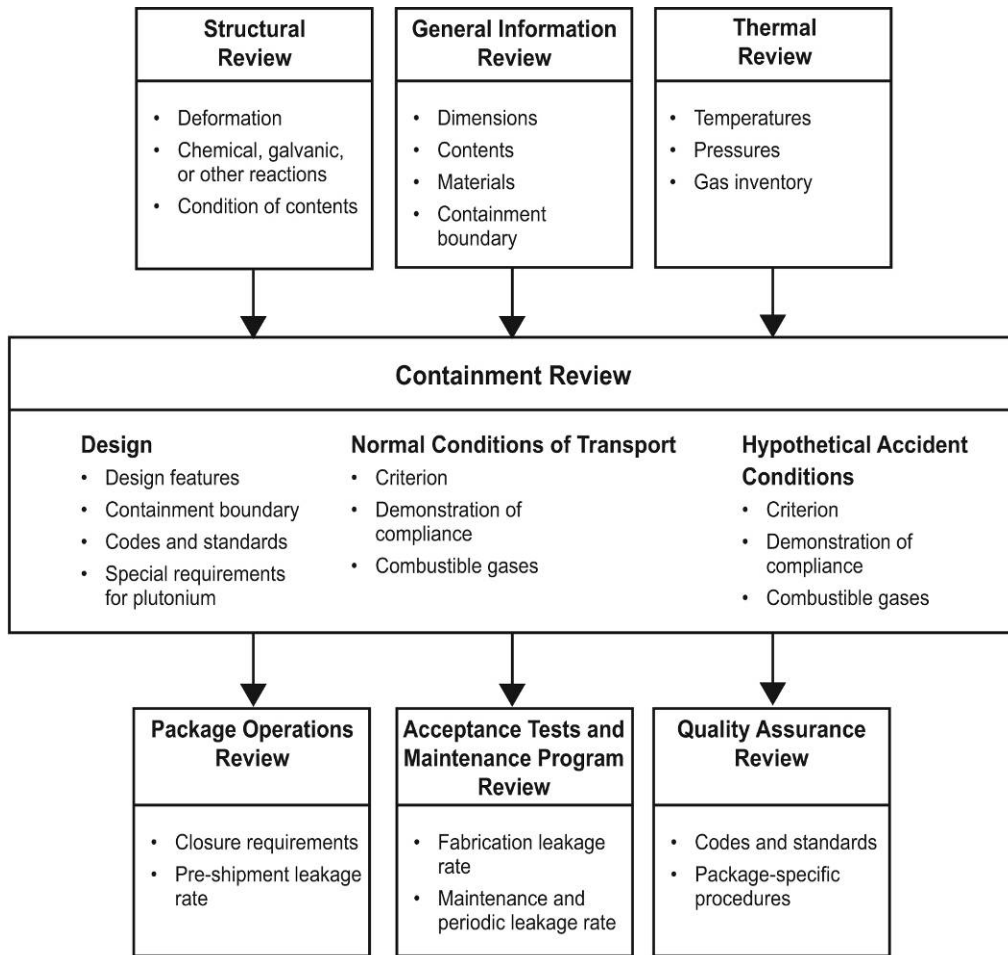 Structural
Review
• Deformation
• Chemical, galvanic,
or other reactions
• Condition of contents
General Information
Review
• Dimensions
• Contents
• Materials
• Containment
boundary
Thermal
Review
• Temperatures
• Pressures
• Gas inventory
Containment Review
Design
• Design features
• Containment boundary
• Codes and standards
• Special requirements
for plutonium
Normal Conditions of Transport
• Criterion
• Demonstration of
compliance
• Combustible gases
Hypothetical Accident
Conditions
• Criterion
• Demonstration of
compliance
• Combustible gases
Package Operations
Review
• Closure requirements
• Pre-shipment leakage
rate
Acceptance Tests and
Maintenance Program
Review
• Fabrication leakage
rate
• Maintenance and
periodic leakage rate
Quality Assurance
Review
• Codes and standards
• Package-specific
procedures